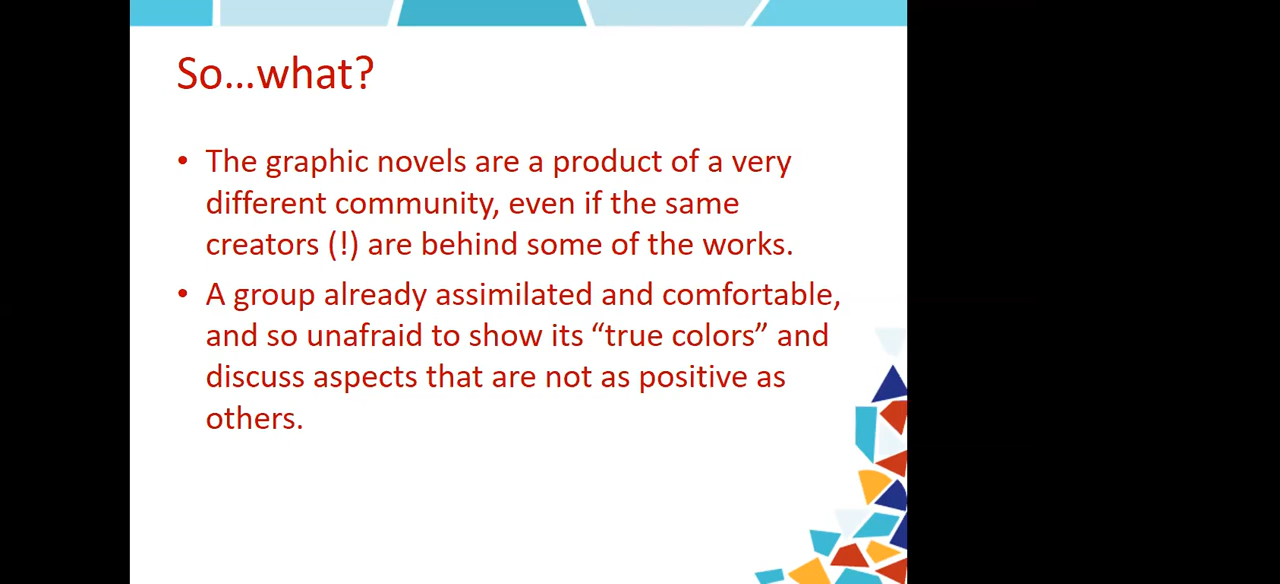 So...what?
• The graphic novels are a product of a very
different community, even if the same
creators (!) are behind some of the works.
• A group already assimilated and comfortable,
and so unafraid to show its “true colors” and
discuss aspects that are not as positive as
others.